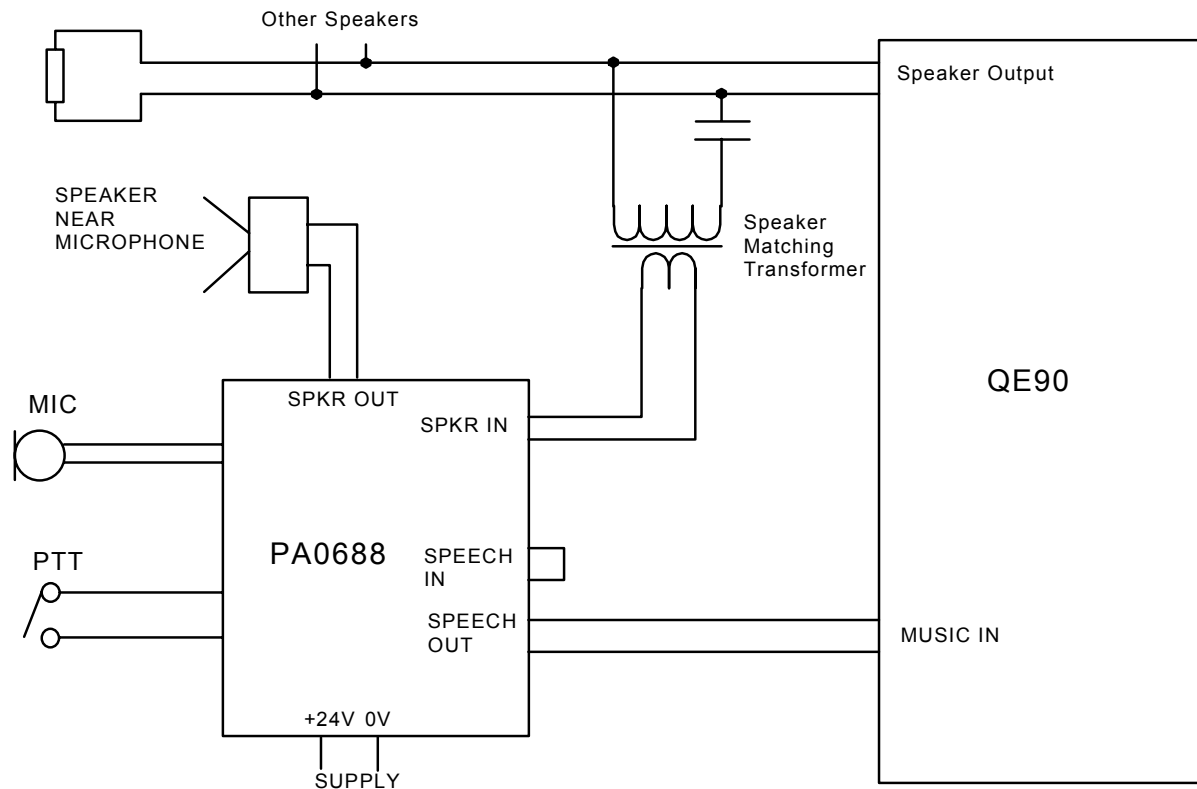 Other Speakers
Speaker Output
SPEAKER
NEAR
MICROPHONE
Speaker
Matching
Transformer
QE90
SPKR OUT
MIC
SPKR IN
PA0688
SPEECH
IN
PTT
SPEECH
OUT
MUSIC IN
+24V 0V
SUPPLY